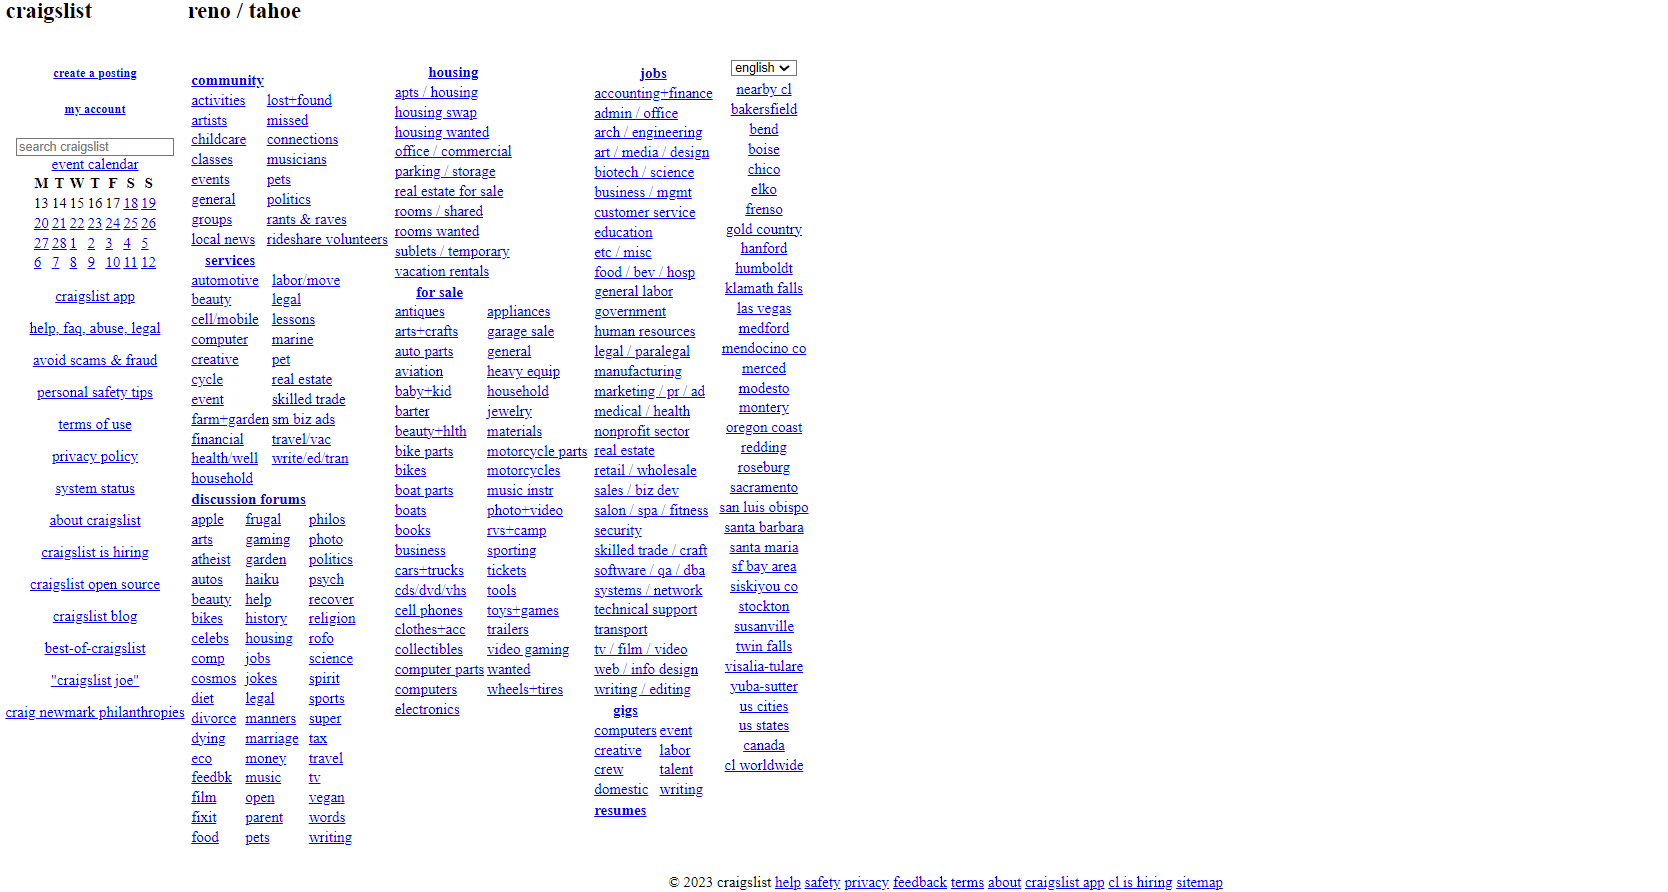 craigslist
reno / tahoe
create a posting
my account
search craigslist
event calendar
M T W T F S S
13 14 15 16 17 18 19
20 21 22 23 24 25 26
27 28 1 2 3 4 5
6 7 8 9 10 11 12
craigslist app
help, faq, abuse, legal
avoid scams & fraud
personal safety tips
terms of use
privacy policy
system status
about craigslist
craigslist is hiring
craigslist open source
craigslist blog
best-of-craigslist
"craigslist joe"
craig newmark philanthropies
community
activities lost+found
artists missed
childcare connections
classes musicians
events pets
general politics
groups rants & raves
local news rideshare volunteers
services
automotive labor/move
beauty legal
cell/mobile lessons
computer marine
creative pet
cycle real estate
event skilled trade
farm+garden sm biz ads
financial travel/vac
health/well write/ed/tran
household
discussion forums
apple frugal philos
arts gaming photo
atheist garden politics
autos haiku psych
beauty help recover
bikes history religion
celebs housing rofo
comp jobs science
cosmos jokes spirit
diet legal sports
divorce manners super
dying marriage tax
eco money travel
feedbk music tv
film open vegan
fixit parent words
food pets writing
housing
apts / housing
housing swap
housing wanted
office / commercial
parking / storage
real estate for sale
rooms / shared
rooms wanted
sublets / temporary
vacation rentals
for sale
antiques appliances
arts+crafts garage sale
auto parts general
aviation heavy equip
baby+kid household
barter jewelry
beauty+hlth materials
bike parts motorcycle parts
bikes motorcycles
boat parts music instr
boats photo+video
books rvs+camp
business sporting
cars+trucks tickets
cds/dvd/vhs tools
cell phones toys+games
clothes+acc trailers
collectibles video gaming
computer parts wanted
computers wheels+tires
electronics
jobs
accounting+finance
admin / office
arch / engineering
art / media / design
biotech / science
business / mgmt
customer service
education
etc / misc
food / bev / hosp
general labor
government
human resources
legal / paralegal
manufacturing
marketing / pr / ad
medical / health
nonprofit sector
real estate
retail / wholesale
sales / biz dev
salon / spa / fitness
security
skilled trade / craft
software / qa / dba
systems / network
technical support
transport
tv / film / video
web / info design
writing / editing
gigs
computers event
creative labor
crew talent
domestic writing
resumes
english
nearby cl
bakersfield
bend
boise
chico
elko
frenso
gold country
hanford
humboldt
klamath falls
las vegas
medford
mendocino co
merced
modesto
montery
oregon coast
redding
roseburg
sacramento
san luis obispo
santa barbara
santa maria
sf bay area
siskiyou co
stockton
susanville
twin falls
visalia-tulare
yuba-sutter
us cities
us states
canada
cl worldwide
© 2023 craigslist help safety privacy feedback terms about craigslist app cl is hiring sitemap